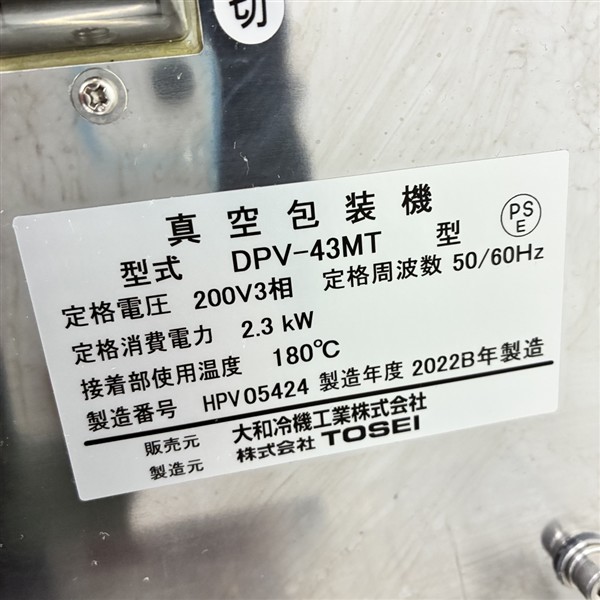 切
真空包装機
PS
E
型式 DPV-43MT 型
定格電圧 200V3相 定格周波数 50/60Hz
定格消費電力 2.3 kW
接着部使用温度 180℃
製造番号 HPV05424 製造年度 2022B年製造
販売元 大和冷機工業株式会社
製造元 株式会社 TOSEI